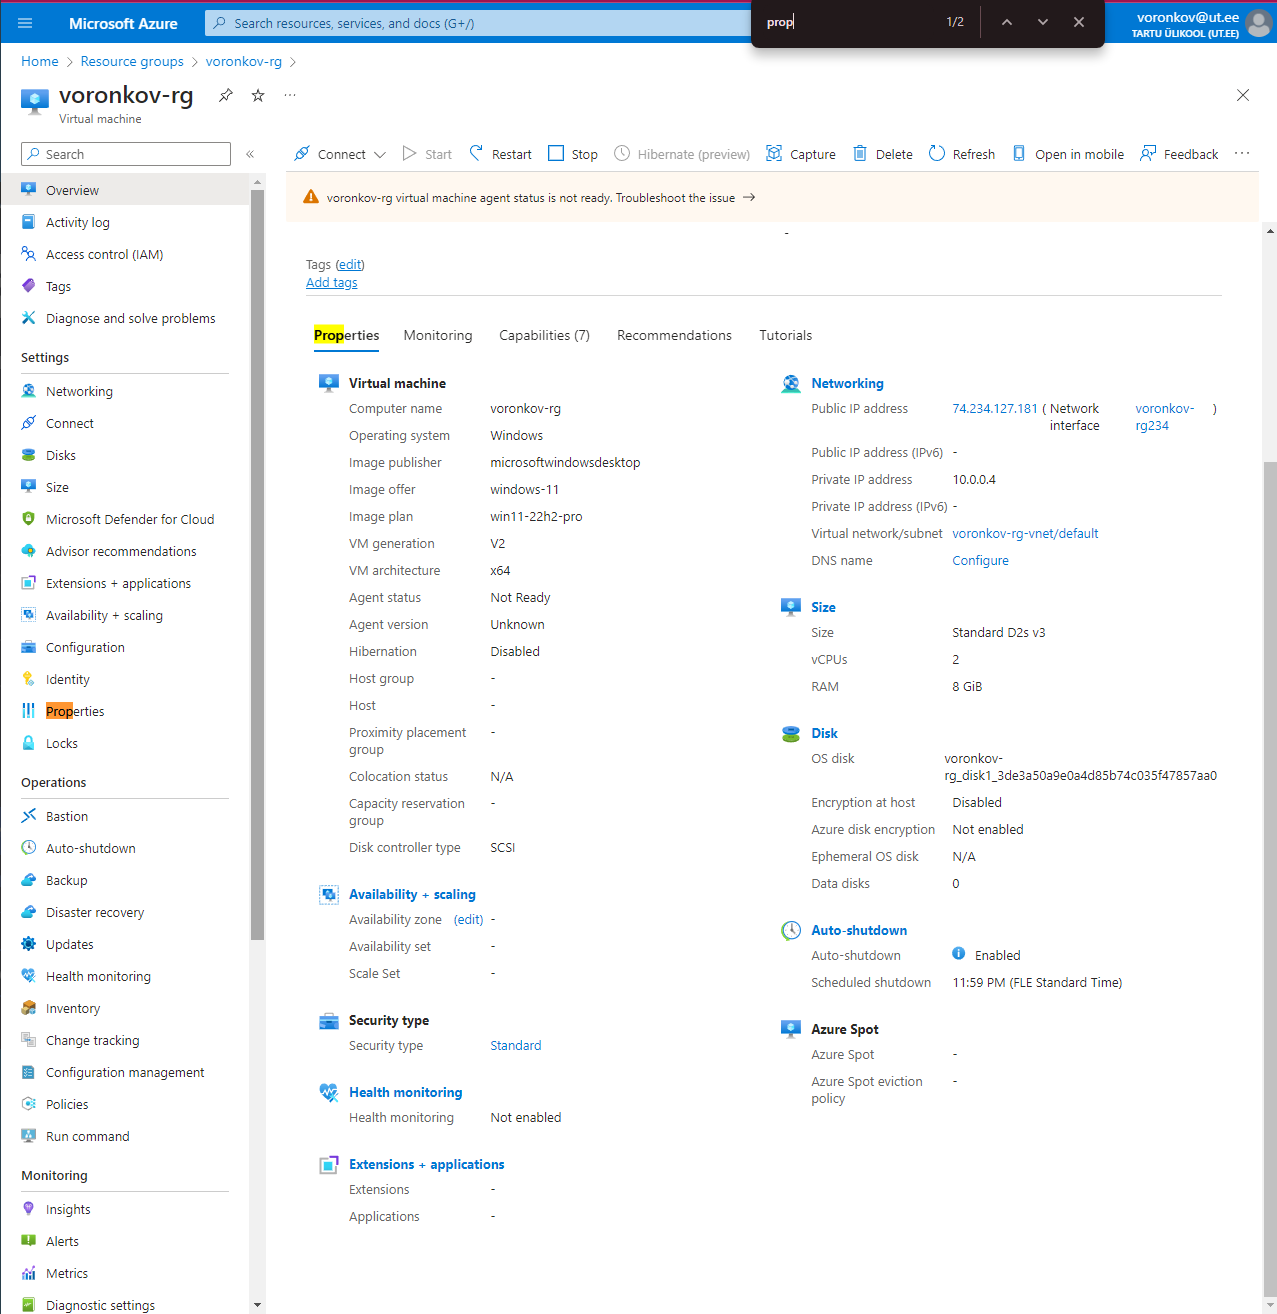 Microsoft Azure
Search resources, services, and docs (G+/)
prop
1/2
voronkov@ut.ee
TARTU ÜLIKOOL (UT.EE)
Home > Resource groups > voronkov-rg >
voronkov-rg
...
Virtual machine
Search
«
Connect
Start
Restart
Stop
Hibernate (preview)
Capture
Delete
Refresh
Open in mobile
Feedback
...
Overview
Activity log
Access control (IAM)
Tags
Diagnose and solve problems
Settings
Networking
Connect
Disks
Size
Microsoft Defender for Cloud
Advisor recommendations
Extensions + applications
Availability + scaling
Configuration
Identity
Properties
Locks
Operations
Bastion
Auto-shutdown
Backup
Disaster recovery
Updates
Health monitoring
Inventory
Change tracking
Configuration management
Policies
Run command
Monitoring
Insights
Alerts
Metrics
Diagnostic settings
voronkov-rg virtual machine agent status is not ready. Troubleshoot the issue →
-
Tags (edit)
Add tags
Properties Monitoring Capabilities (7) Recommendations Tutorials
Virtual machine
Computer name voronkov-rg
Operating system Windows
Image publisher microsoftwindowsdesktop
Image offer windows-11
Image plan win11-22h2-pro
VM generation V2
VM architecture x64
Agent status Not Ready
Agent version Unknown
Hibernation Disabled
Host group -
Host -
Proximity placement -
group
Colocation status N/A
Capacity reservation -
group
Disk controller type SCSI
Availability + scaling
Availability zone (edit) -
Availability set -
Scale Set -
Security type
Security type Standard
Health monitoring
Health monitoring Not enabled
Extensions + applications
Extensions -
Applications -
Networking
Public IP address 74.234.127.181 ( Network voronkov- )
interface rg234
Public IP address (IPv6) -
Private IP address 10.0.0.4
Private IP address (IPv6) -
Virtual network/subnet voronkov-rg-vnet/default
DNS name Configure
Size
Size Standard D2s v3
vCPUs 2
RAM 8 GiB
Disk
OS disk voronkov-
rg_disk1_3de3a50a9e0a4d85b74c035f47857aa0
Encryption at host Disabled
Azure disk encryption Not enabled
Ephemeral OS disk N/A
Data disks 0
Auto-shutdown
Auto-shutdown Enabled
Scheduled shutdown 11:59 PM (FLE Standard Time)
Azure Spot
Azure Spot -
Azure Spot eviction -
policy